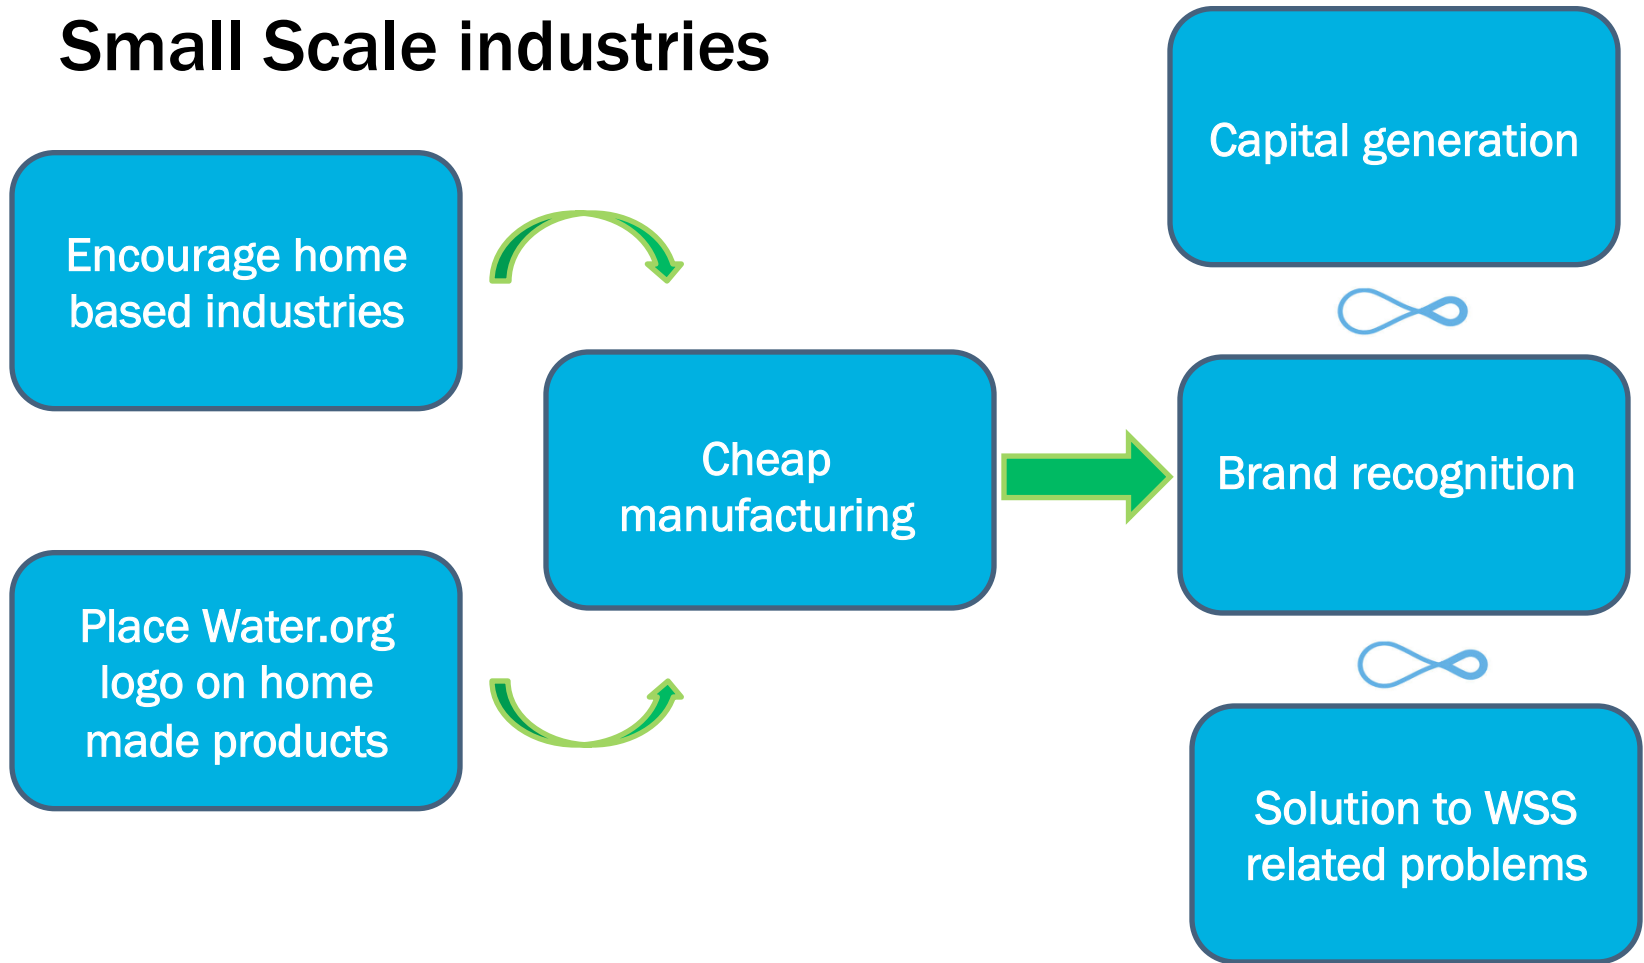 Small Scale industries
Encourage home
based industries
Place Water.org
logo on home
made products
Cheap
manufacturing
Capital generation
Brand recognition
Solution to WSS
related problems